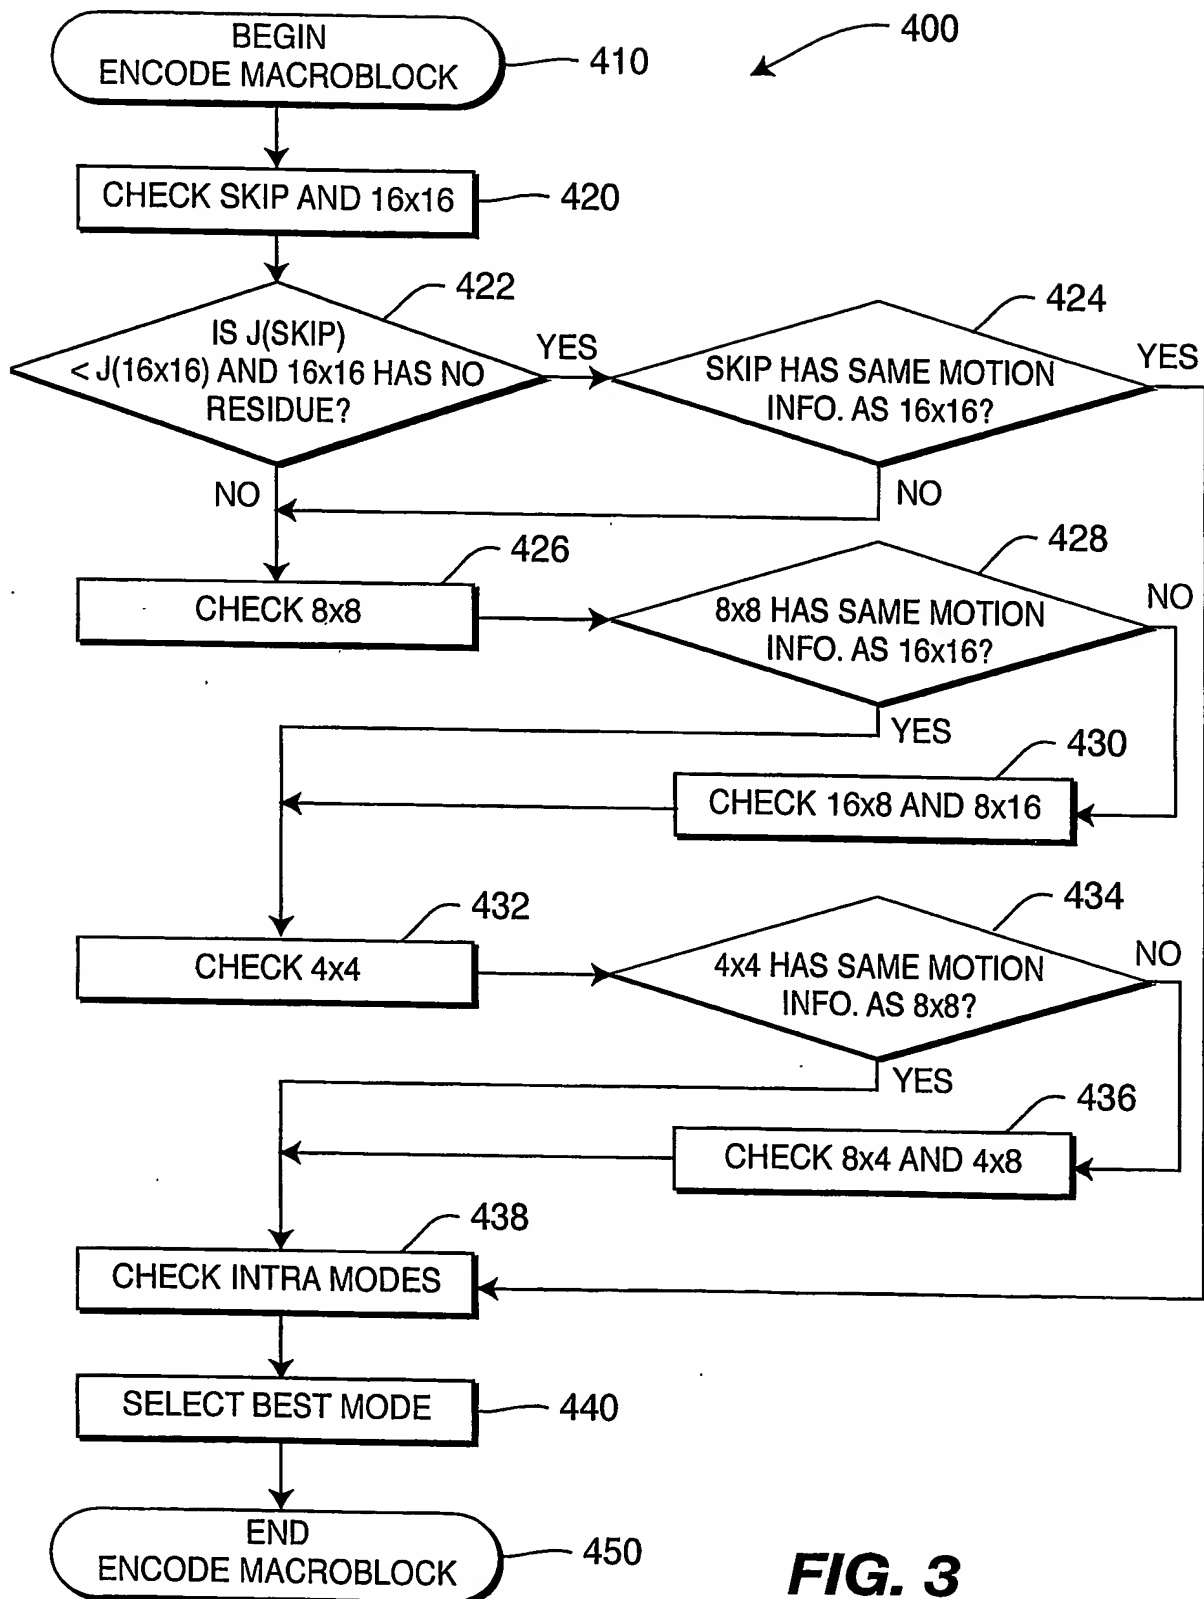 BEGIN
ENCODE MACROBLOCK
410
400
CHECK SKIP AND 16x16
420
422
IS J(SKIP)
< J(16x16) AND 16x16 HAS NO
RESIDUE?
YES
NO
424
SKIP HAS SAME MOTION
INFO. AS 16x16?
YES
NO
426
CHECK 8x8
428
8x8 HAS SAME MOTION
INFO. AS 16x16?
NO
YES
430
CHECK 16x8 AND 8x16
432
CHECK 4x4
434
4x4 HAS SAME MOTION
INFO. AS 8x8?
NO
YES
436
CHECK 8x4 AND 4x8
438
CHECK INTRA MODES
SELECT BEST MODE
440
END
ENCODE MACROBLOCK
450
FIG. 3